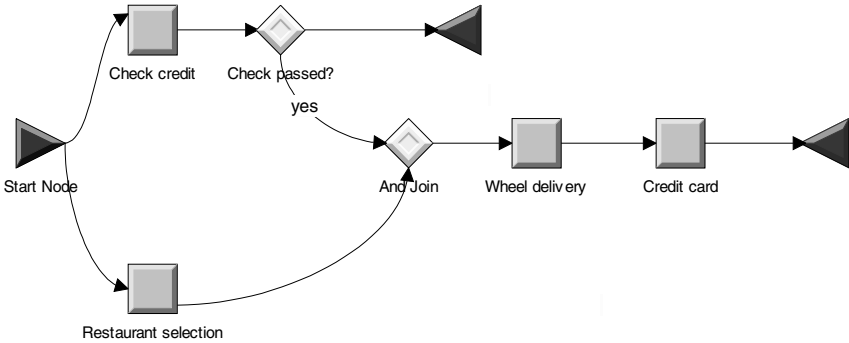 Check credit
Check passed?
yes
Start Node
And Join
Wheel delivery
Credit card
Restaurant selection